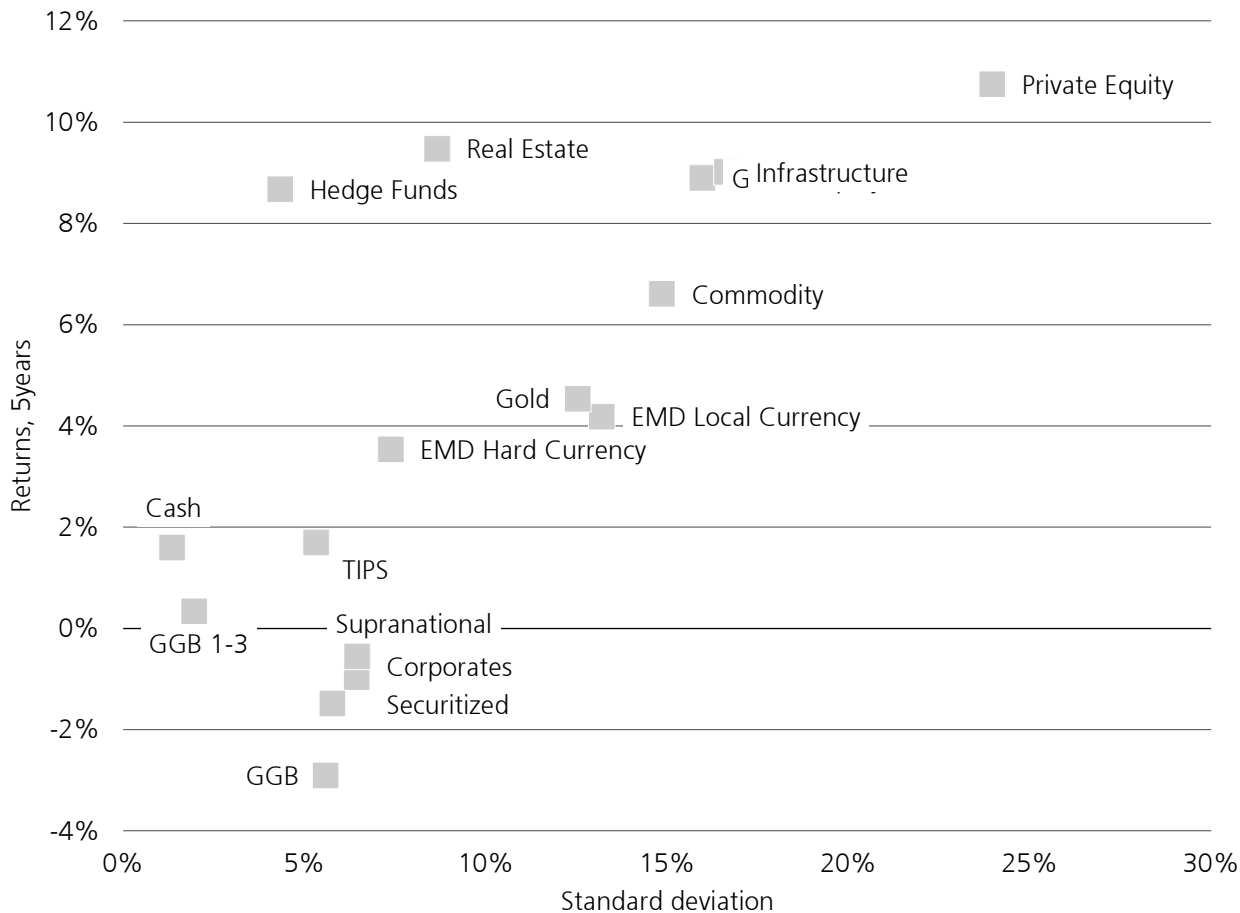 12%
Private Equity
10%
Real Estate
G Infrastructure
Hedge Funds
8%
Commodity
6%
Returns, 5years
Gold
EMD Local Currency
4%
EMD Hard Currency
Cash
2%
TIPS
Supranational
0%
GGB 1-3
Corporates
Securitized
-2%
GGB
-4%
0% 5% 10% 15% 20% 25% 30%
Standard deviation